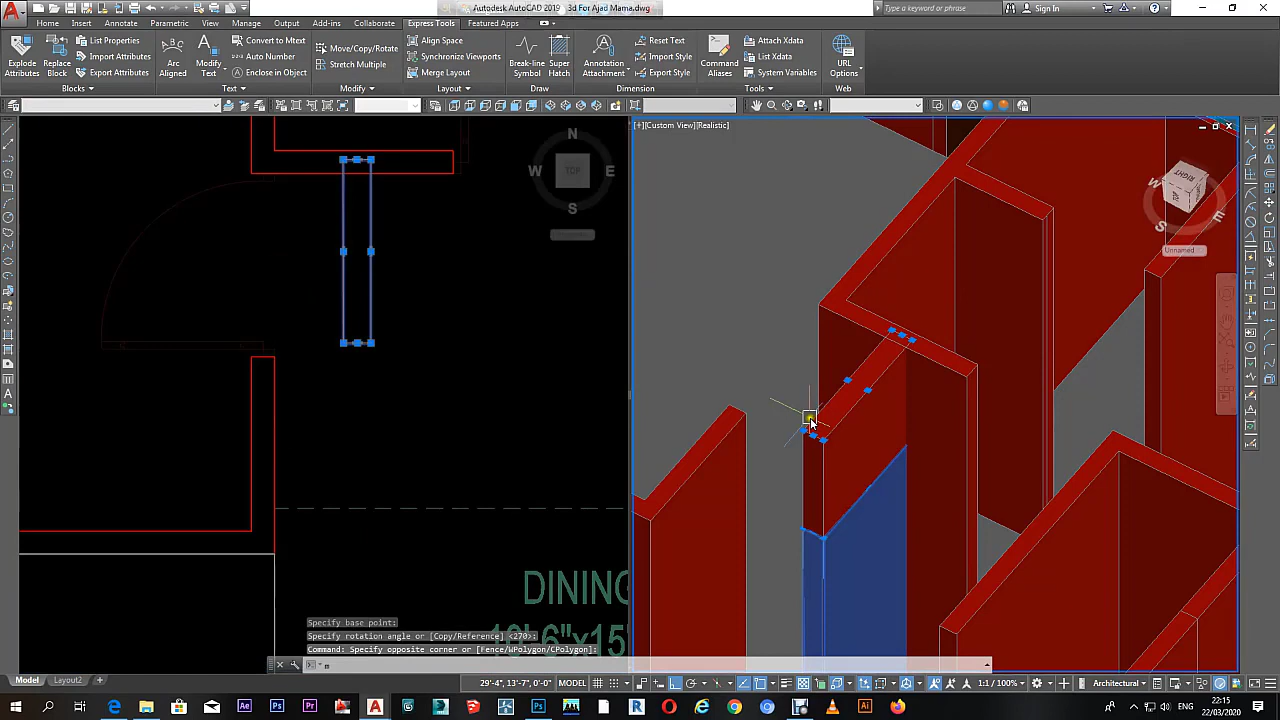 Autodesk AutoCAD 2019   3d For Ajad Mama.dwg
Type a keyword or phrase
Sign In
Home Insert Annotate Parametric View Manage Output Add-ins Collaborate Express Tools Featured Apps
Explode Attributes
Replace Block
List Properties
Import Attributes
Export Attributes
Blocks
Arc Aligned
Modify Text
Convert to Mtext
Auto Number
Enclose in Object
Text
Move/Copy/Rotate
Stretch Multiple
Modify
Align Space
Synchronize Viewports
Merge Layout
Layout
Break-line Symbol
Super Hatch
Draw
Annotation Attachment
Reset Text
Import Style
Export Style
Dimension
Command Aliases
Attach Xdata
List Xdata
System Variables
Tools
URL Options
Web
[+][Custom View][Realistic]
N
W TOP E
S
RIGHT
W
S
E
Unnamed
DINING
10'-6"x15'
Specify base point:
Specify rotation angle or [Copy/Reference] <270>:
Command: Specify opposite corner or [Fence/WPolygon/CPolygon]:
m
Model Layout2 +
29'-4", 13'-7", 0'-0" MODEL
1:1 / 100%
Architectural
22:15
22/03/2020